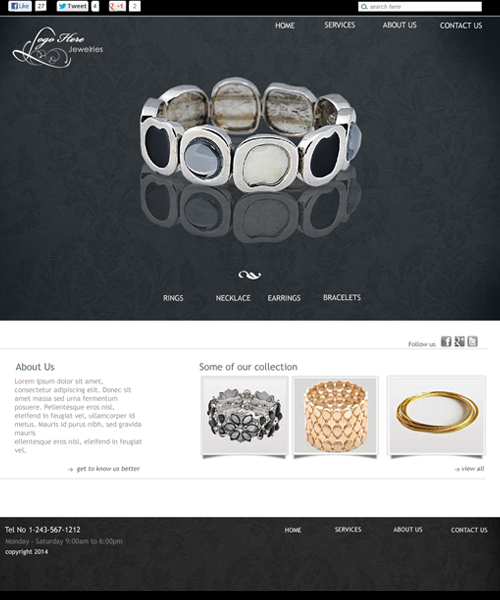 Like 27 Tweet 4 +1 2 search here
HOME SERVICES ABOUT US CONTACT US
Logo Here
Jewelries
RINGS NECKLACE EARRINGS BRACELETS
Follow us
About Us
Lorem ipsum dolor sit amet,
consectetur adipiscing elit. Donec sit
amet massa sed urna fermentum
posuere. Pellentesque eros nisl,
eleifend in feugiat vel, ullamcorper id
metus. Mauris id purus nibh, sed gravida
mauris
ellentesque eros nisl, eleifend in feugiat
vel,
get to know us better
Some of our collection
view all
Tel No 1-243-567-1212
Monday - Saturday 9:00am to 6:00pm
copyright 2014
HOME SERVICES ABOUT US CONTACT US